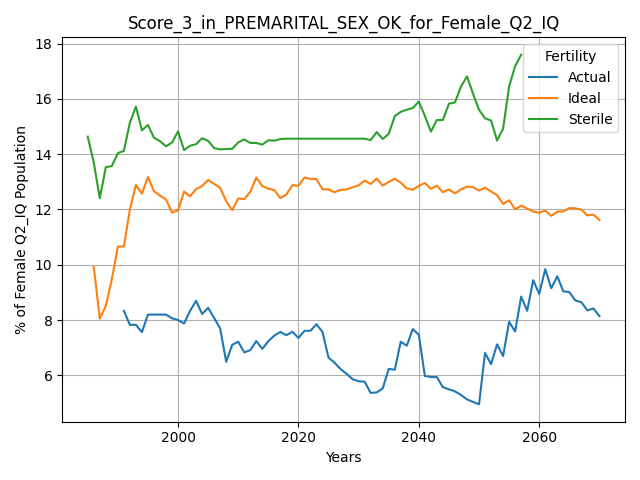 Score_3_in_PREMARITAL_SEX_OK_for_Female_Q2_IQ
% of Female Q2_IQ Population
18
16
14
12
10
8
6
Fertility
Actual
Ideal
Sterile
2000 2020 2040 2060
Years